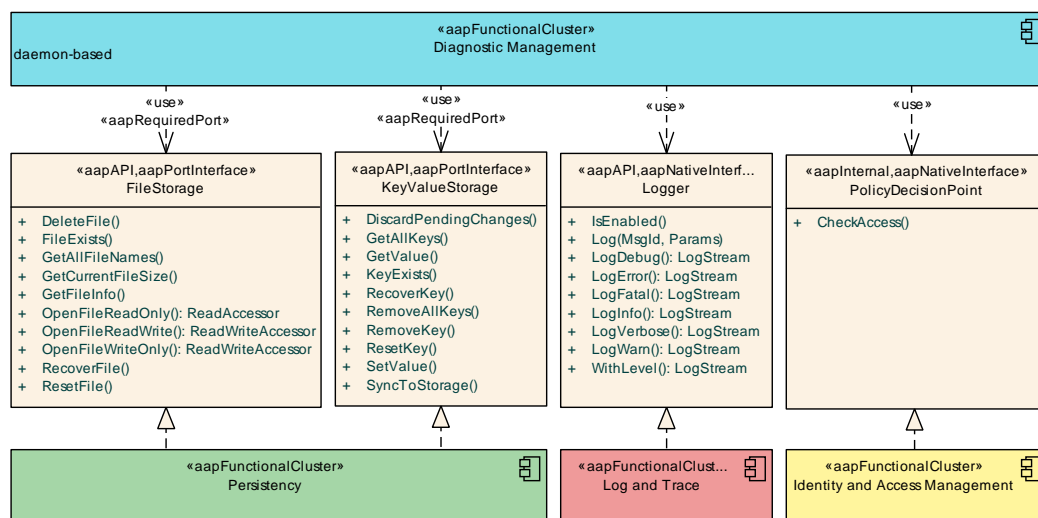 «aapFunctionalCluster»
Diagnostic Management
daemon-based
«use»
«aapRequiredPort»
«use»
«aapRequiredPort»
«use»
«use»
«aapAPI,aapPortInterface»
FileStorage
+ DeleteFile()
+ FileExists()
+ GetAllFileNames()
+ GetCurrentFileSize()
+ GetFileInfo()
+ OpenFileReadOnly(): ReadAccessor
+ OpenFileReadWrite(): ReadWriteAccessor
+ OpenFileWriteOnly(): ReadWriteAccessor
+ RecoverFile()
+ ResetFile()
«aapAPI,aapPortInterface»
KeyValueStorage
+ DiscardPendingChanges()
+ GetAllKeys()
+ GetValue()
+ KeyExists()
+ RecoverKey()
+ RemoveAllKeys()
+ RemoveKey()
+ ResetKey()
+ SetValue()
+ SyncToStorage()
«aapAPI,aapNativeInterf...
Logger
+ IsEnabled()
+ Log(MsgId, Params)
+ LogDebug(): LogStream
+ LogError(): LogStream
+ LogFatal(): LogStream
+ LogInfo(): LogStream
+ LogVerbose(): LogStream
+ LogWarn(): LogStream
+ WithLevel(): LogStream
«aapInternal,aapNativeInterface»
PolicyDecisionPoint
+ CheckAccess()
«aapFunctionalCluster»
Persistency
«aapFunctionalClust...
Log and Trace
«aapFunctionalCluster»
Identity and Access Management